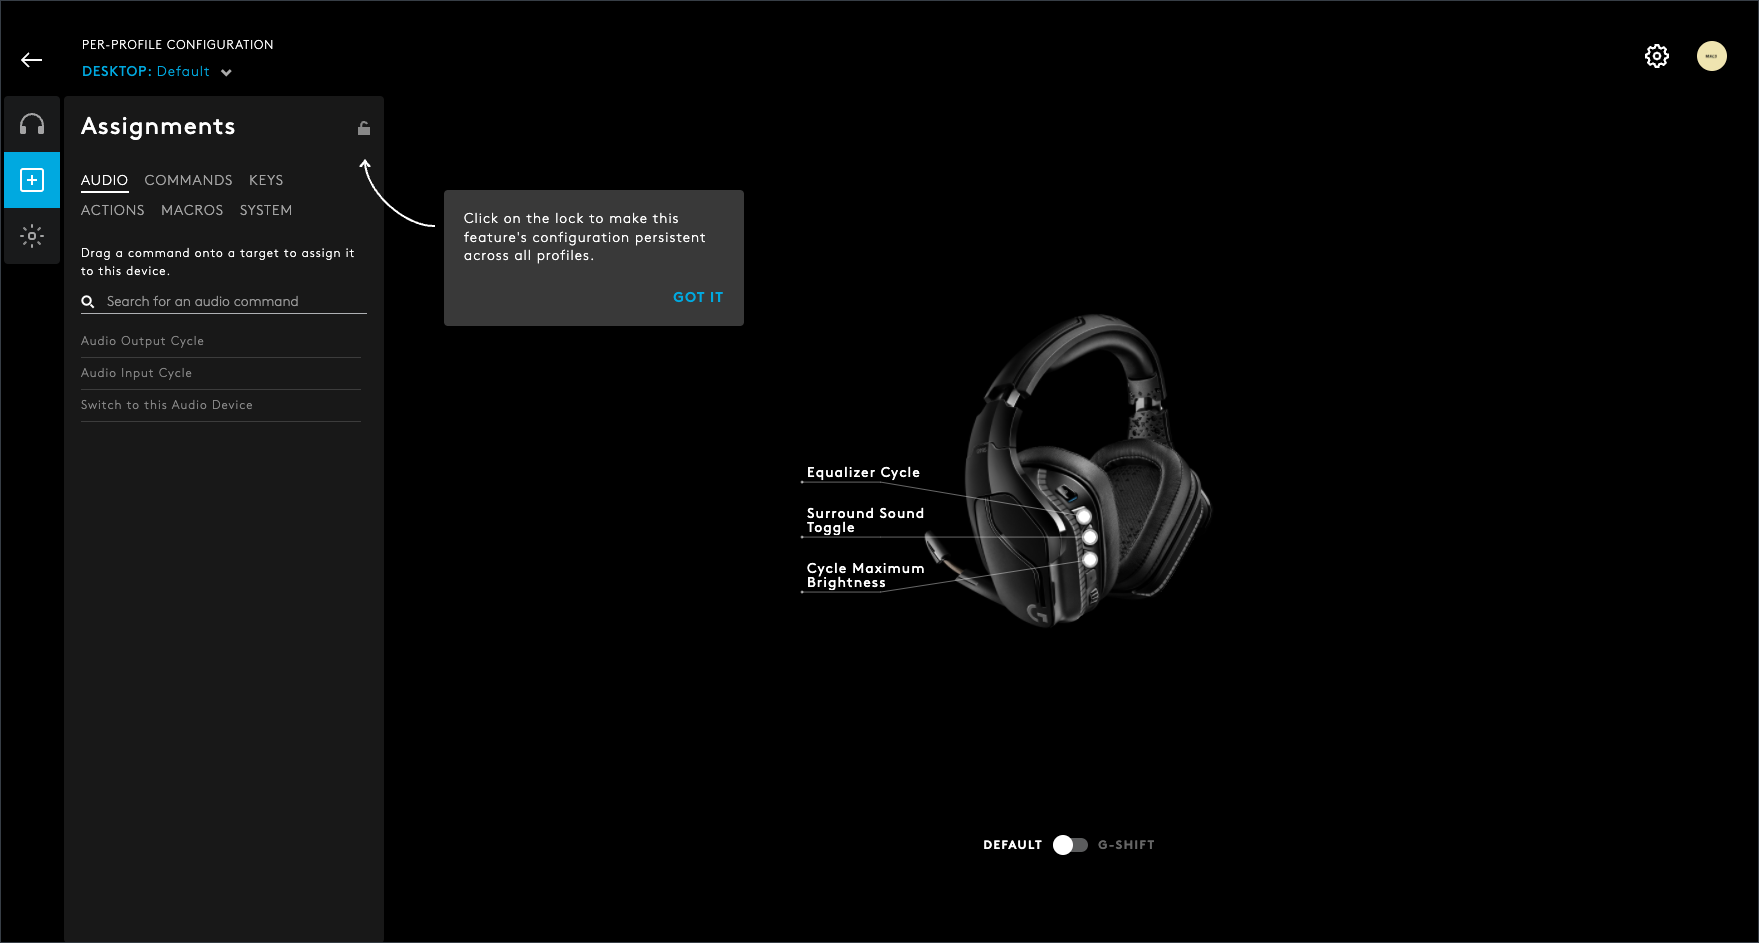 PER-PROFILE CONFIGURATION
DESKTOP: Default
Assignments
AUDIO COMMANDS KEYS
ACTIONS MACROS SYSTEM
Drag a command onto a target to assign it
to this device.
Search for an audio command
Audio Output Cycle
Audio Input Cycle
Switch to this Audio Device
Click on the lock to make this
feature's configuration persistent
across all profiles.
GOT IT
Equalizer Cycle
Surround Sound
Toggle
Cycle Maximum
Brightness
DEFAULT G-SHIFT